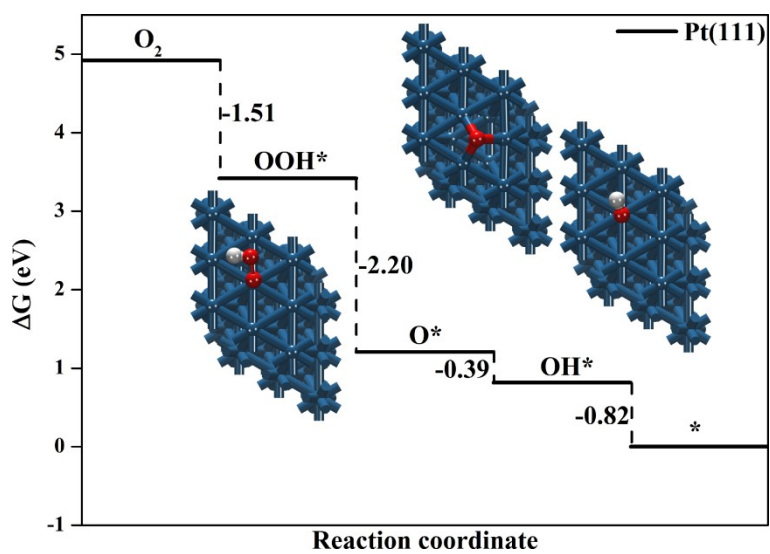 Pt(111)
5
4
3
2
1
0
-1
ΔG (eV)
O2
-1.51
OOH*
-2.20
O*
-0.39
OH*
-0.82
*
Reaction coordinate